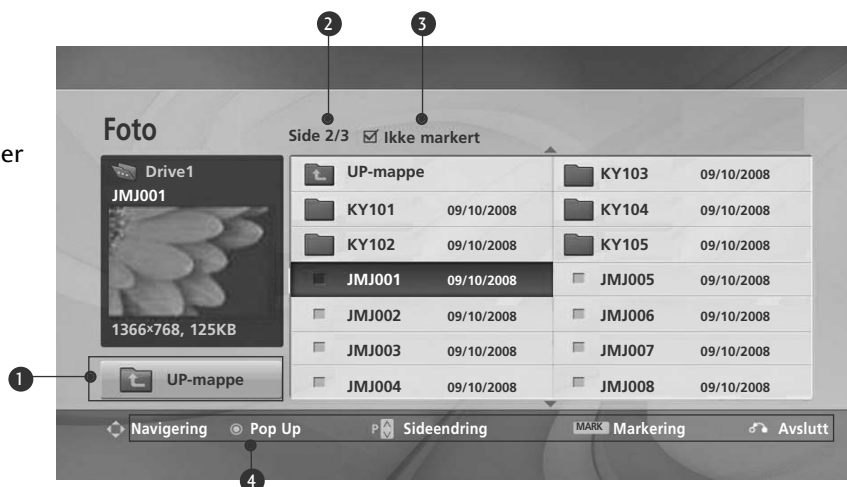 2 3
er
Foto
Side 2/3 Ikke markert
Drive1
JMJ001
1366×768, 125KB
UP-mappe
UP-mappe
KY101 09/10/2008
KY102 09/10/2008
JMJ001 09/10/2008
JMJ002 09/10/2008
JMJ003 09/10/2008
JMJ004 09/10/2008
KY103 09/10/2008
KY104 09/10/2008
KY105 09/10/2008
JMJ005 09/10/2008
JMJ006 09/10/2008
JMJ007 09/10/2008
JMJ008 09/10/2008
1
Navigering Pop Up P Sideendring MARK Markering Avslutt
4